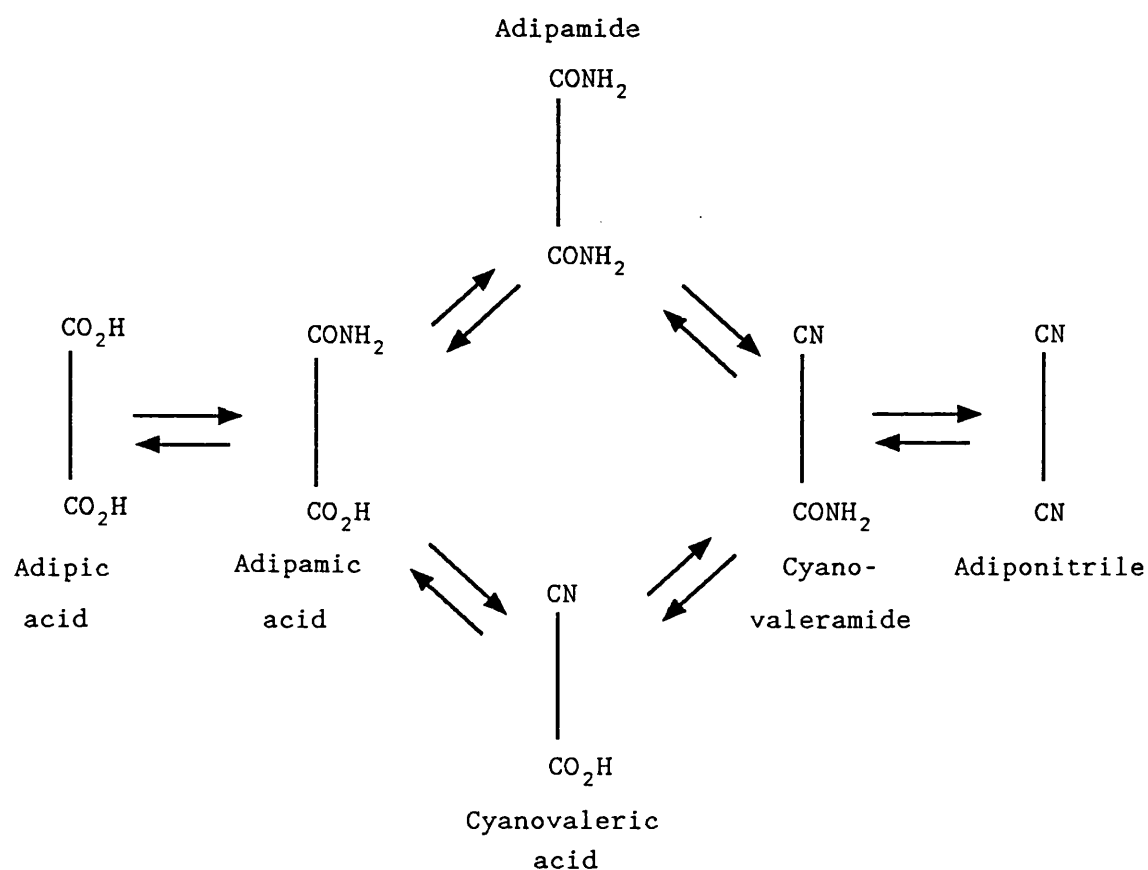 Adipamide
CONH2
CONH2
CO2H
CO2H
Adipic
acid
CONH2
CO2H
Adipamic
acid
CN
CO2H
Cyanovaleric
acid
CN
CONH2
Cyano-
valeramide
CN
CN
Adiponitrile